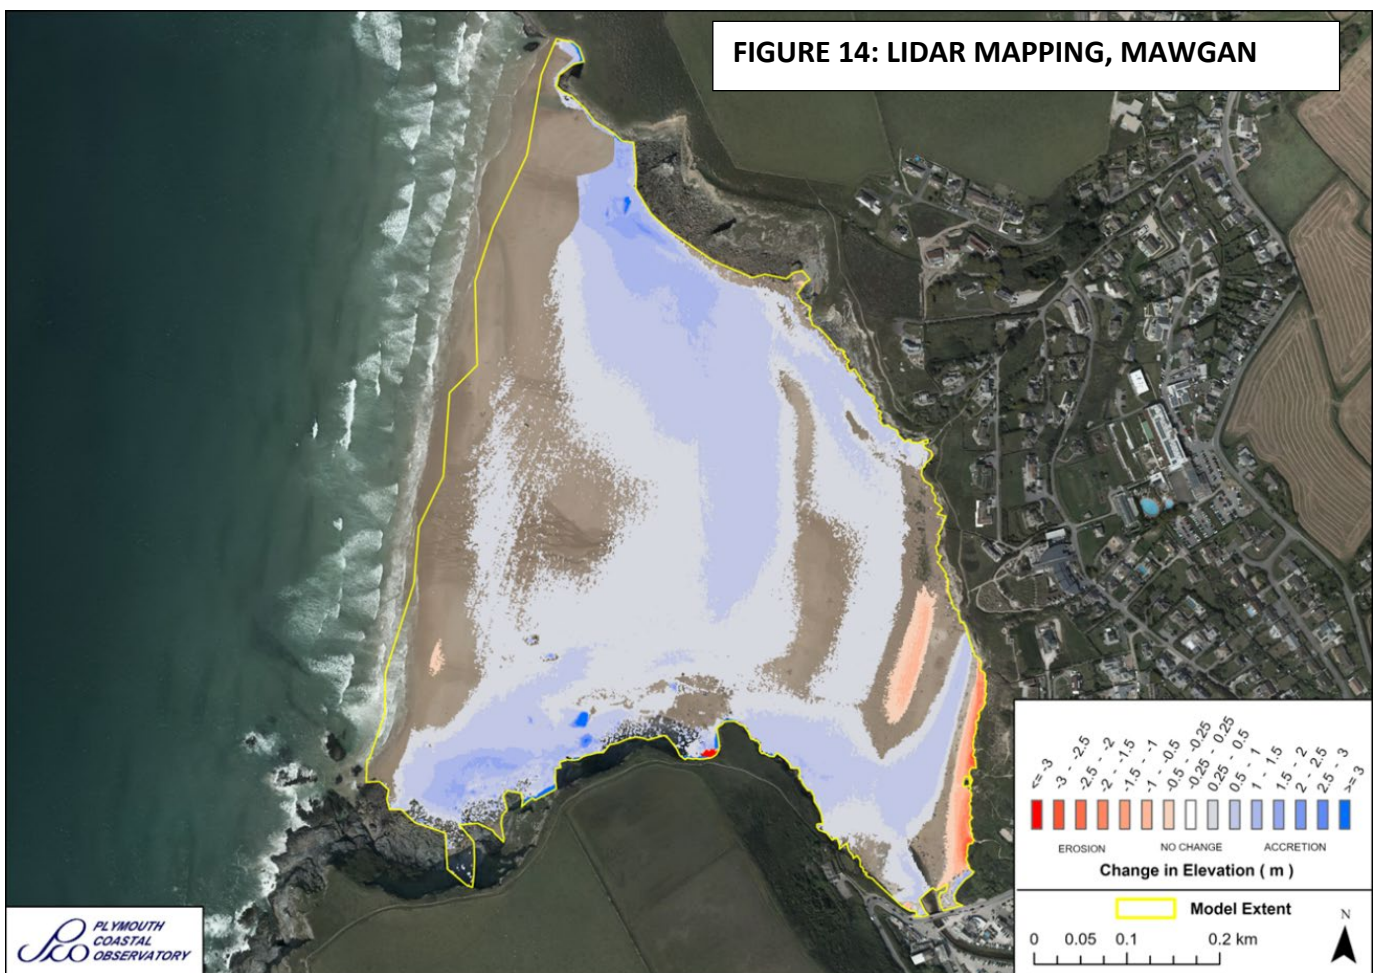 FIGURE 14: LIDAR MAPPING, MAWGAN
<= -3
-3 - -2.5
-2.5 - -2
-2 - -1.5
-1.5 - -1
-1 - -0.5
-0.5 - -0.25
-0.25 - 0.25
0.25 - 0.5
0.5 - 1
1 - 1.5
1.5 - 2
2 - 2.5
2.5 - 3
>= 3
EROSION NO CHANGE ACCRETION
Change in Elevation ( m )
Model Extent
N
0 0.05 0.1 0.2 km
PLYMOUTH
COASTAL
OBSERVATORY